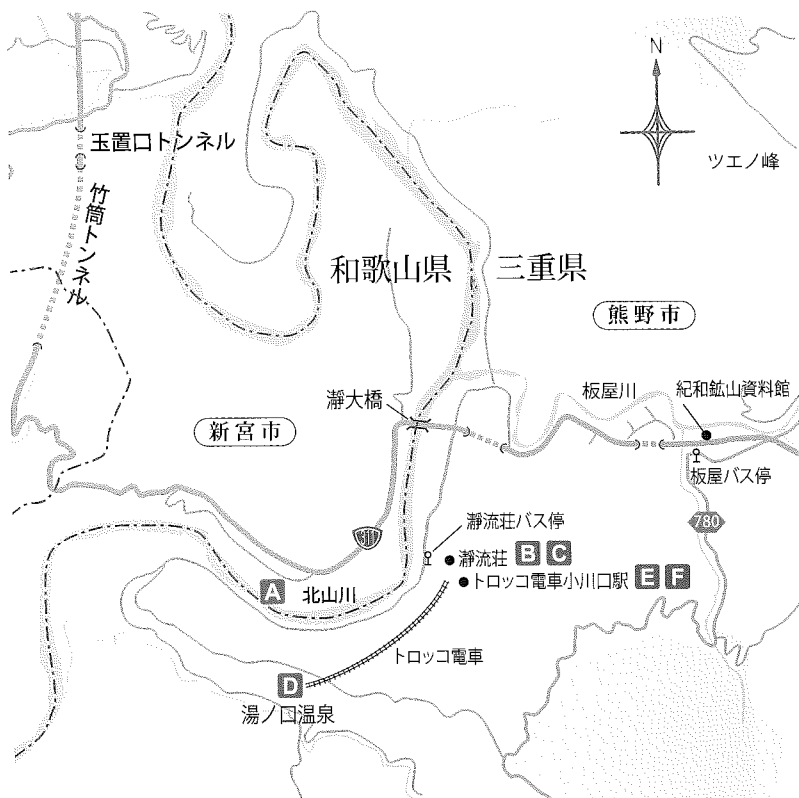 N
玉置口トンネル
ツエノ峰
竹筒トンネル
和歌山県
三重県
熊野市
板屋川
紀和鉱山資料館
瀞大橋
新宮市
板屋バス停
瀞流荘バス停
780
311
瀞流荘 B C
トロッコ電車小川口駅 E F
A
北山川
トロッコ電車
D
湯ノ口温泉